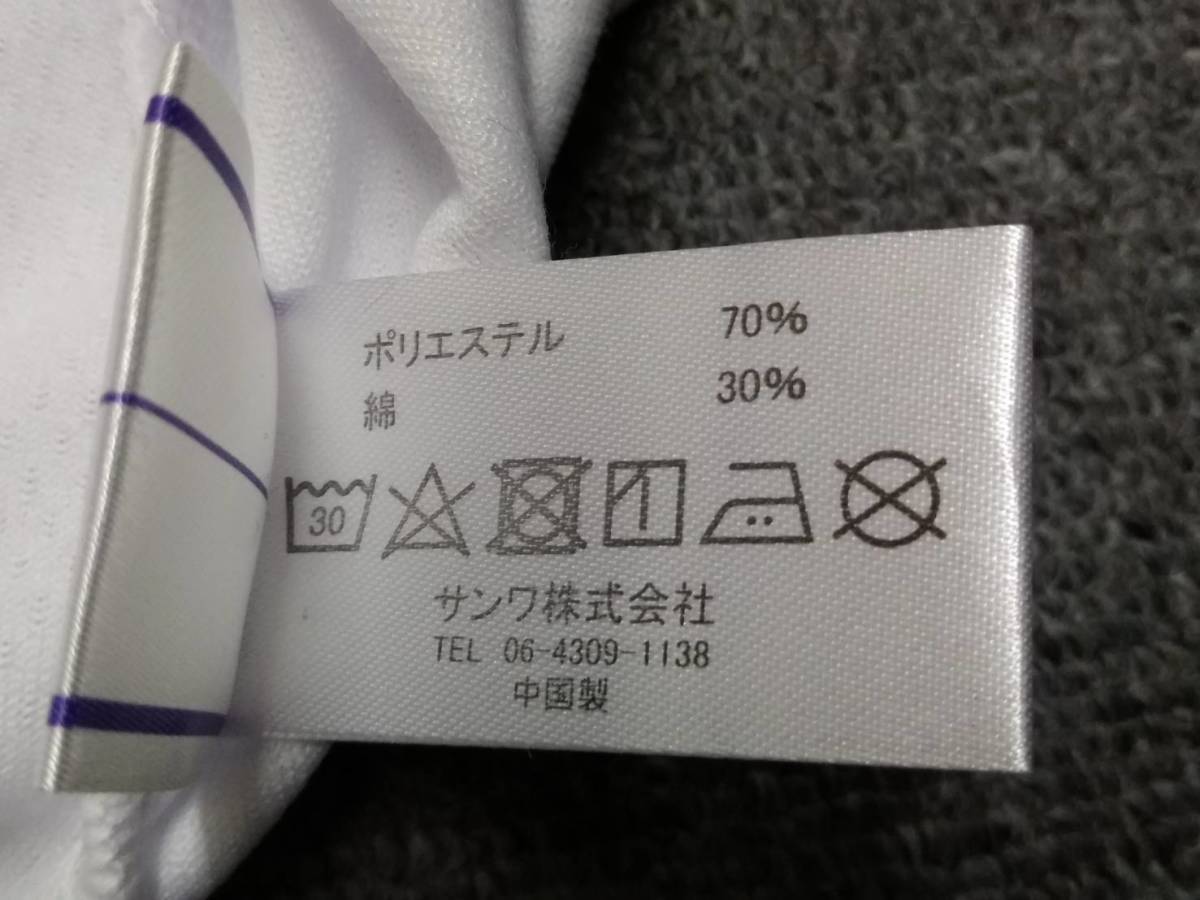 ポリエステル 70%
綿 30%
30
サンワ株式会社
TEL 06-4309-1138
中国製